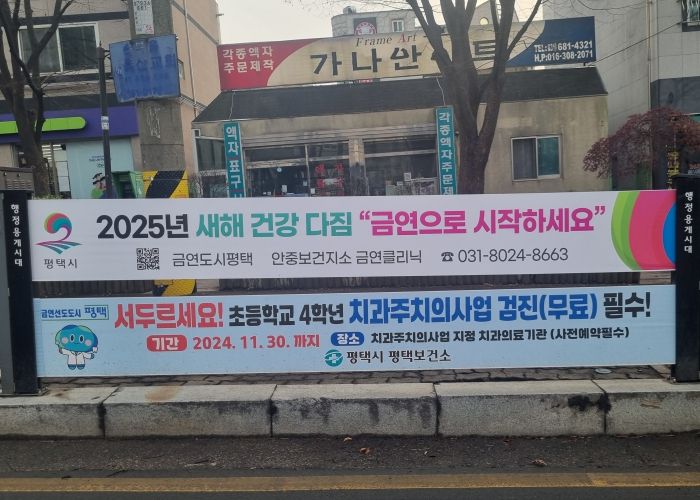 각종액자
주문제작
Frame Art
가나안
681-4321
H.P:016-308-2071
액자 표구
각종액자주문제
행정용게시대
행정용게시대
평택시
2025년 새해 건강 다짐 “금연으로 시작하세요”
금연도시평택 안중보건지소 금연클리닉 ☎ 031-8024-8663
금연선도도시 평택
서두르세요! 초등학교 4학년 치과주치의사업 검진(무료) 필수!
기간 2024. 11. 30. 까지 장소 치과주치의사업 지정 치과의료기관 (사전예약필수)
평택시 평택보건소